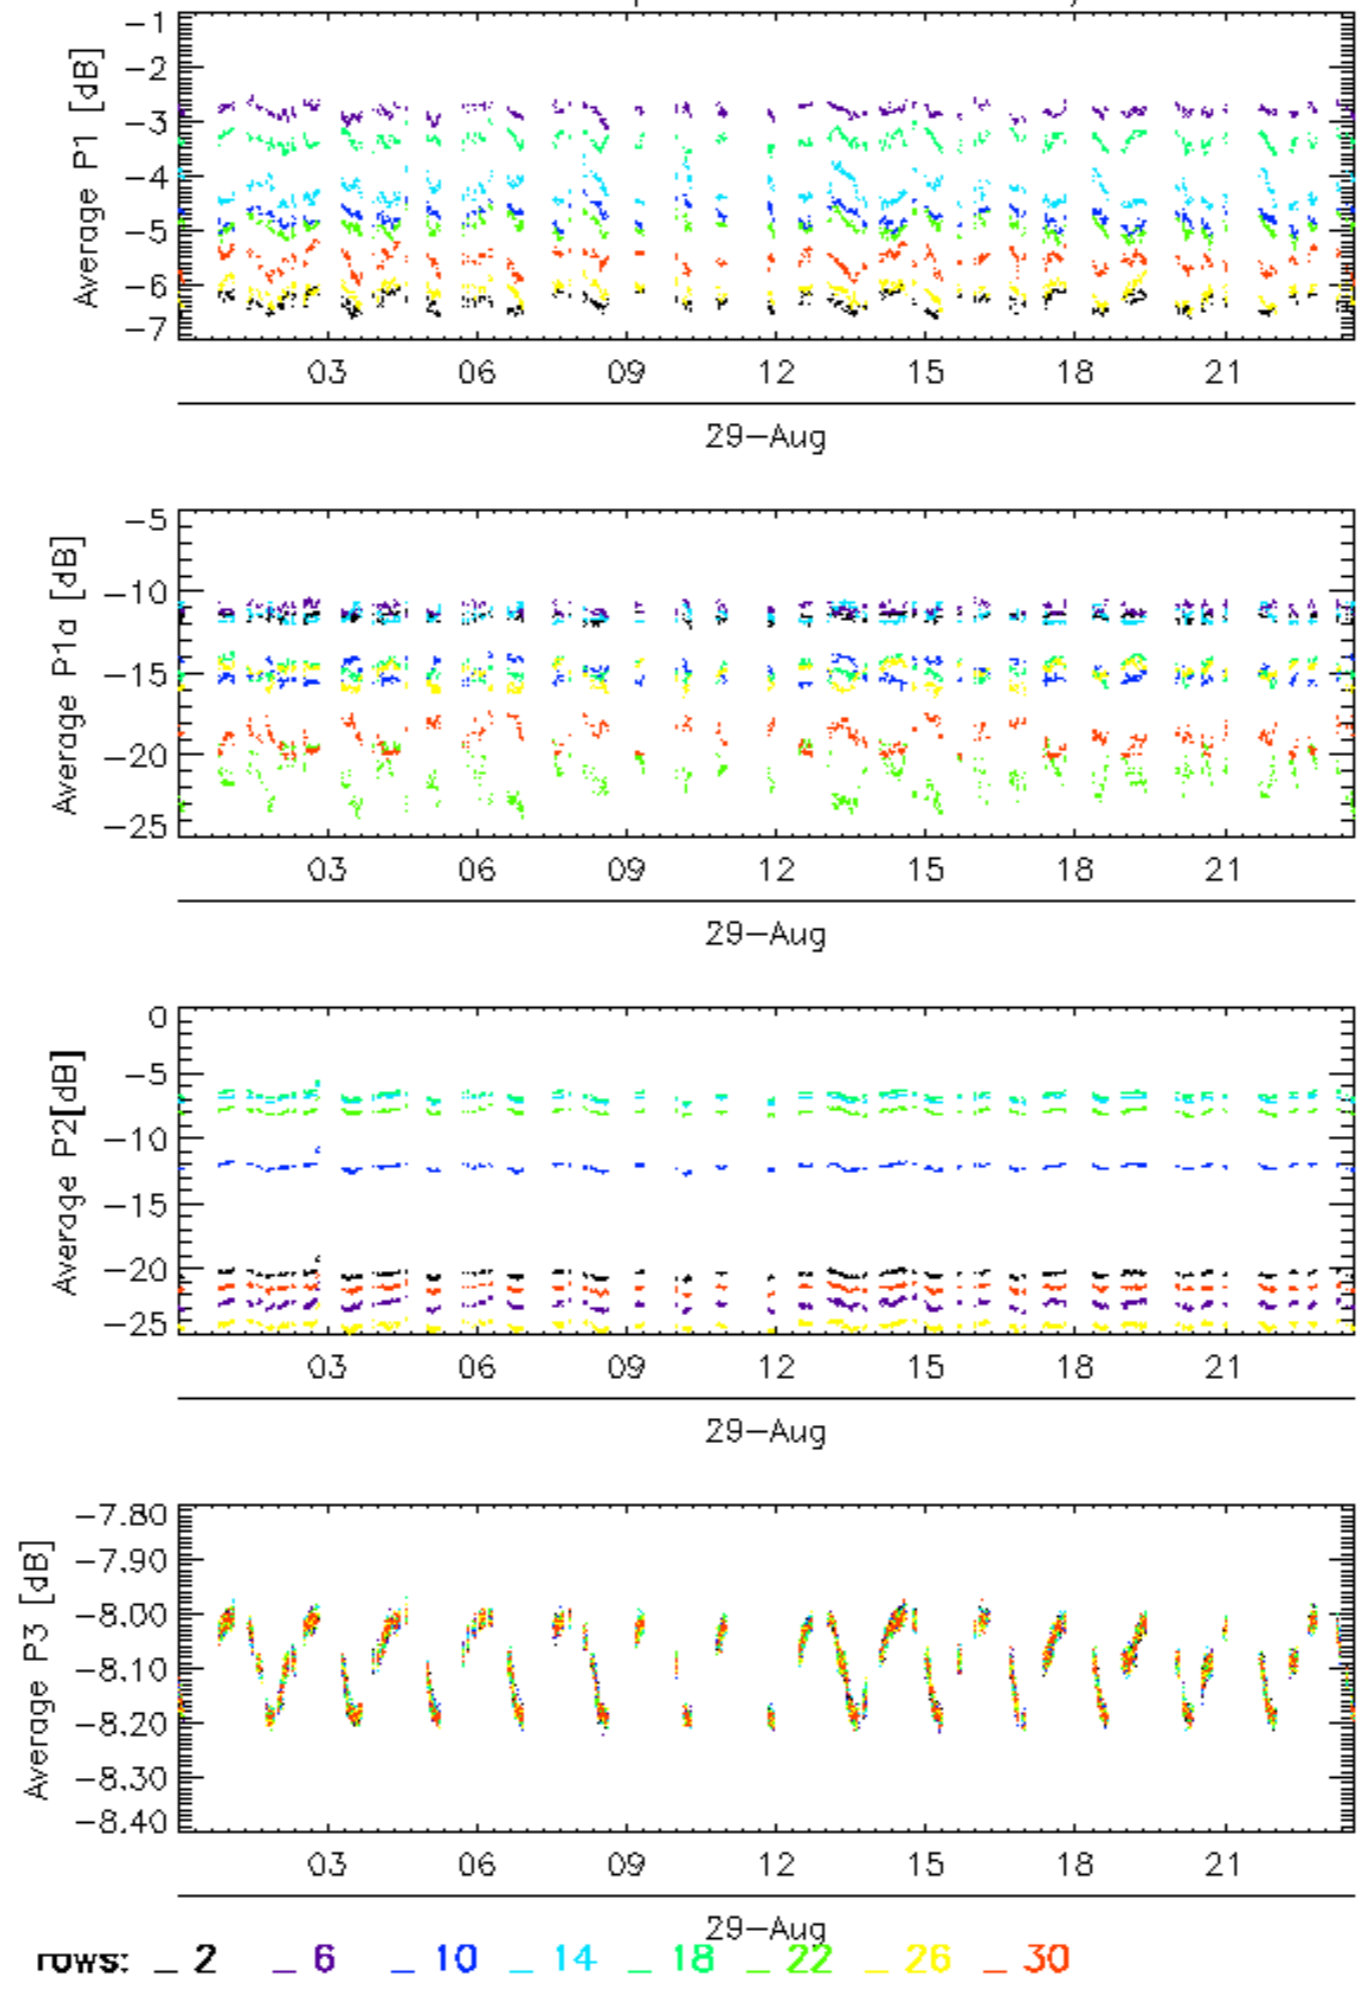 −1
−2
−3
−4
−5
−6
−7
Average P1 [dB]
03 06 09 12 15 18 21
29−Aug
−5
−10
−15
−20
−25
Average P1a [dB]
03 06 09 12 15 18 21
29−Aug
0
−5
−10
−15
−20
−25
Average P2[dB]
03 06 09 12 15 18 21
29−Aug
−7.80
−7.90
−8.00
−8.10
−8.20
−8.30
−8.40
Average P3 [dB]
03 06 09 12 15 18 21
29−Aug
rows: _ 2 _ 6 _ 10 _ 14 _ 18 _ 22 _ 26 _ 30